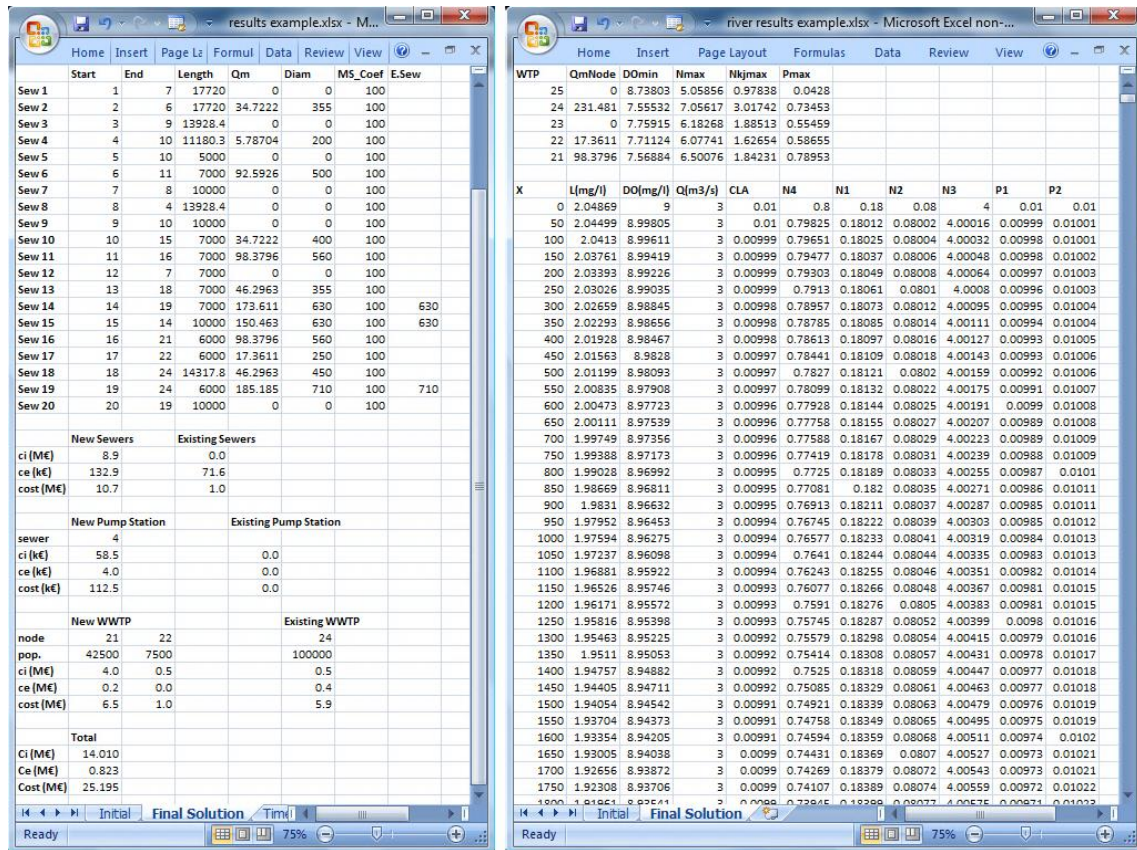 results example.xlsx - M...
Home Insert Page La Formul Data Review View
Start End Length Qm Diam MS_Coef E.Sew
Sew 1 1 7 17720 0 0 100
Sew 2 2 6 17720 34.7222 355 100
Sew 3 3 9 13928.4 0 0 100
Sew 4 4 10 11180.3 5.78704 200 100
Sew 5 5 10 5000 0 0 100
Sew 6 6 11 7000 92.5926 500 100
Sew 7 7 8 10000 0 0 100
Sew 8 8 4 13928.4 0 0 100
Sew 9 9 10 10000 0 0 100
Sew 10 10 15 7000 34.7222 400 100
Sew 11 11 16 7000 98.3796 560 100
Sew 12 12 7 7000 0 0 100
Sew 13 13 18 7000 46.2963 355 100
Sew 14 14 19 7000 173.611 630 100 630
Sew 15 15 14 10000 150.463 630 100 630
Sew 16 16 21 6000 98.3796 560 100
Sew 17 17 22 6000 17.3611 250 100
Sew 18 18 24 14317.8 46.2963 450 100
Sew 19 19 24 6000 185.185 710 100 710
Sew 20 20 19 10000 0 0 100
New Sewers Existing Sewers
ci (M€) 8.9 0.0
ce (k€) 132.9 71.6
cost (M€) 10.7 1.0
New Pump Station Existing Pump Station
sewer 4
ci (k€) 58.5 0.0
ce (k€) 4.0 0.0
cost (k€) 112.5 0.0
New WWTP Existing WWTP
node 21 22 24
pop. 42500 7500 100000
ci (M€) 4.0 0.5 0.5
ce (M€) 0.2 0.0 0.4
cost (M€) 6.5 1.0 5.9
Total
Ci (M€) 14.010
Ce (M€) 0.823
Cost (M€) 25.195
Initial Final Solution Time
Ready 75%
river results example.xlsx - Microsoft Excel non-...
Home Insert Page Layout Formulas Data Review View
WTP QmNode DOmin Nmax Nkjmax Pmax
25 0 8.73803 5.05856 0.97838 0.0428
24 231.481 7.55532 7.05617 3.01742 0.73453
23 0 7.75915 6.18268 1.88513 0.55459
22 17.3611 7.71124 6.07741 1.62654 0.58655
21 98.3796 7.56884 6.50076 1.84231 0.78953
X L(mg/l) DO(mg/l) Q(m3/s) CLA N4 N1 N2 N3 P1 P2
0 2.04869 9 3 0.01 0.8 0.18 0.08 4 0.01 0.01
50 2.04499 8.99805 3 0.01 0.79825 0.18012 0.08002 4.00016 0.00999 0.01001
100 2.0413 8.99611 3 0.00999 0.79651 0.18025 0.08004 4.00032 0.00998 0.01001
150 2.03761 8.99419 3 0.00999 0.79477 0.18037 0.08006 4.00048 0.00998 0.01002
200 2.03393 8.99226 3 0.00999 0.79303 0.18049 0.08008 4.00064 0.00997 0.01003
250 2.03026 8.99035 3 0.00999 0.7913 0.18061 0.0801 4.0008 0.00996 0.01003
300 2.02659 8.98845 3 0.00998 0.78957 0.18073 0.08012 4.00095 0.00995 0.01004
350 2.02293 8.98656 3 0.00998 0.78785 0.18085 0.08014 4.00111 0.00994 0.01004
400 2.01928 8.98467 3 0.00998 0.78613 0.18097 0.08016 4.00127 0.00993 0.01005
450 2.01563 8.9828 3 0.00997 0.78441 0.18109 0.08018 4.00143 0.00993 0.01006
500 2.01199 8.98093 3 0.00997 0.7827 0.18121 0.0802 4.00159 0.00992 0.01006
550 2.00835 8.97908 3 0.00997 0.78099 0.18132 0.08022 4.00175 0.00991 0.01007
600 2.00473 8.97723 3 0.00996 0.77928 0.18144 0.08025 4.00191 0.0099 0.01008
650 2.00111 8.97539 3 0.00996 0.77758 0.18155 0.08027 4.00207 0.00989 0.01008
700 1.99749 8.97356 3 0.00996 0.77588 0.18167 0.08029 4.00223 0.00989 0.01009
750 1.99388 8.97173 3 0.00996 0.77419 0.18178 0.08031 4.00239 0.00988 0.01009
800 1.99028 8.96992 3 0.00995 0.7725 0.18189 0.08033 4.00255 0.00987 0.0101
850 1.98669 8.96811 3 0.00995 0.77081 0.182 0.08035 4.00271 0.00986 0.01011
900 1.9831 8.96632 3 0.00995 0.76913 0.18211 0.08037 4.00287 0.00985 0.01011
950 1.97952 8.96453 3 0.00994 0.76745 0.18222 0.08039 4.00303 0.00985 0.01012
1000 1.97594 8.96275 3 0.00994 0.76577 0.18233 0.08041 4.00319 0.00984 0.01013
1050 1.97237 8.96098 3 0.00994 0.7641 0.18244 0.08044 4.00335 0.00983 0.01013
1100 1.96881 8.95922 3 0.00994 0.76243 0.18255 0.08046 4.00351 0.00982 0.01014
1150 1.96526 8.95746 3 0.00993 0.76077 0.18266 0.08048 4.00367 0.00981 0.01015
1200 1.96171 8.95572 3 0.00993 0.7591 0.18276 0.0805 4.00383 0.00981 0.01015
1250 1.95816 8.95398 3 0.00993 0.75745 0.18287 0.08052 4.00399 0.0098 0.01016
1300 1.95463 8.95225 3 0.00992 0.75579 0.18298 0.08054 4.00415 0.00979 0.01016
1350 1.9511 8.95053 3 0.00992 0.75414 0.18308 0.08057 4.00431 0.00978 0.01017
1400 1.94757 8.94882 3 0.00992 0.7525 0.18318 0.08059 4.00447 0.00977 0.01018
1450 1.94405 8.94711 3 0.00992 0.75085 0.18329 0.08061 4.00463 0.00977 0.01018
1500 1.94054 8.94542 3 0.00991 0.74921 0.18339 0.08063 4.00479 0.00976 0.01019
1550 1.93704 8.94373 3 0.00991 0.74758 0.18349 0.08065 4.00495 0.00975 0.01019
1600 1.93354 8.94205 3 0.00991 0.74594 0.18359 0.08068 4.00511 0.00974 0.0102
1650 1.93005 8.94038 3 0.0099 0.74431 0.18369 0.0807 4.00527 0.00973 0.01021
1700 1.92656 8.93872 3 0.0099 0.74269 0.18379 0.08072 4.00543 0.00973 0.01021
1750 1.92308 8.93706 3 0.0099 0.74107 0.18389 0.08074 4.00559 0.00972 0.01022
1800 1.91961 8.93541 3 0.0099 0.73945 0.18399 0.08077 4.00575 0.00971 0.01023
Initial Final Solution
Ready 75%